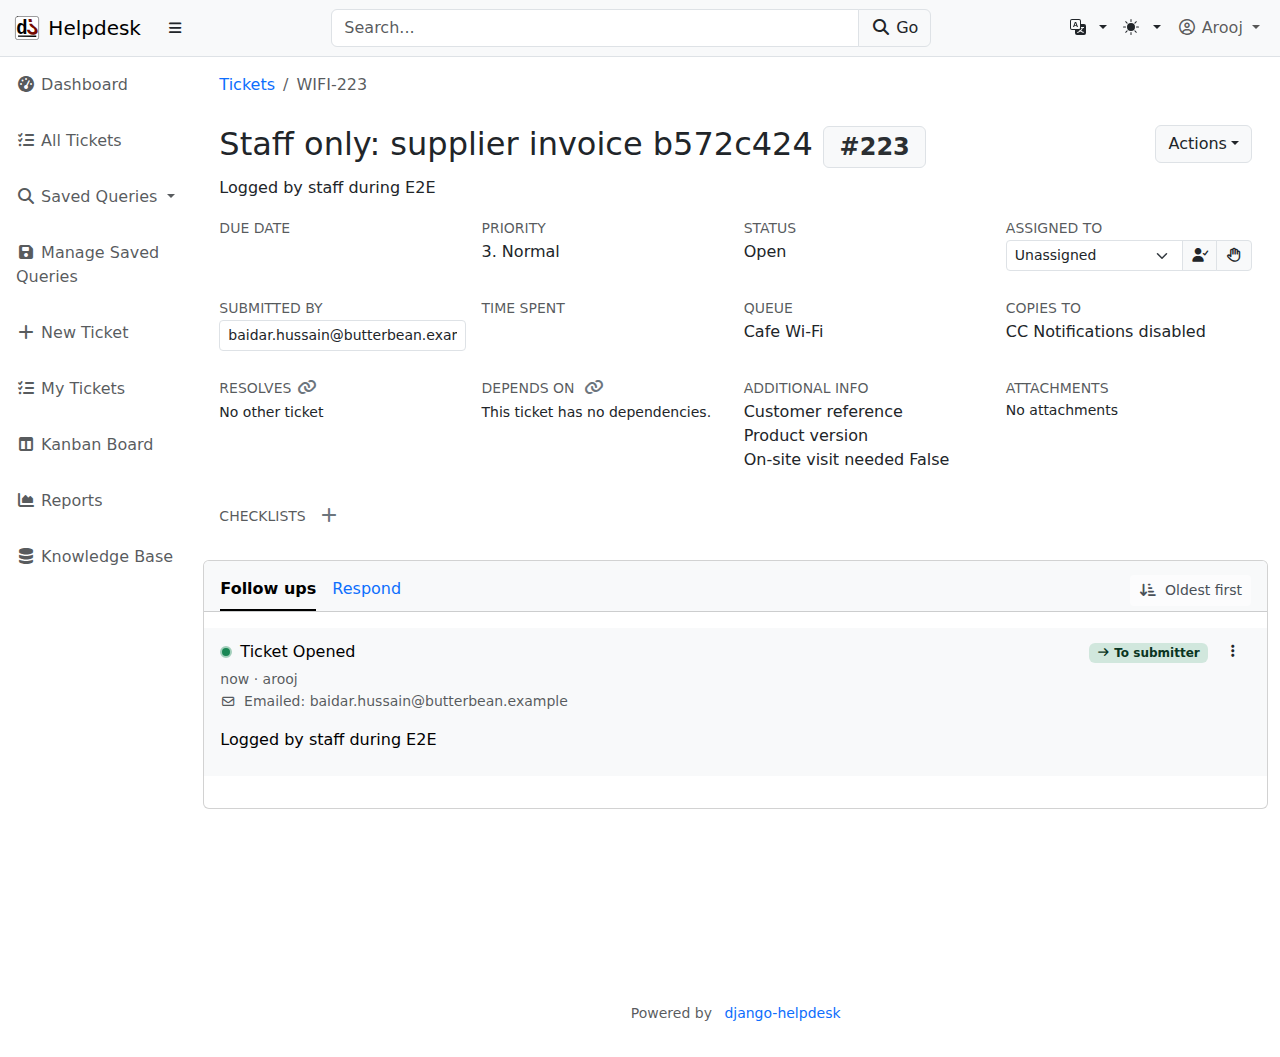 Helpdesk
Search...
Go
Arooj
Dashboard
All Tickets
Saved Queries
Manage Saved Queries
New Ticket
My Tickets
Kanban Board
Reports
Knowledge Base
Tickets / WIFI-223
Staff only: supplier invoice b572c424 #223
Actions
Logged by staff during E2E
DUE DATE
PRIORITY
3. Normal
STATUS
Open
ASSIGNED TO
Unassigned
SUBMITTED BY
baidar.hussain@butterbean.exar
TIME SPENT
QUEUE
Cafe Wi-Fi
COPIES TO
CC Notifications disabled
RESOLVES
No other ticket
DEPENDS ON
This ticket has no dependencies.
ADDITIONAL INFO
Customer reference
Product version
On-site visit needed False
ATTACHMENTS
No attachments
CHECKLISTS
Follow ups
Respond
Oldest first
Ticket Opened
To submitter
now · arooj
Emailed: baidar.hussain@butterbean.example
Logged by staff during E2E
Powered by django-helpdesk